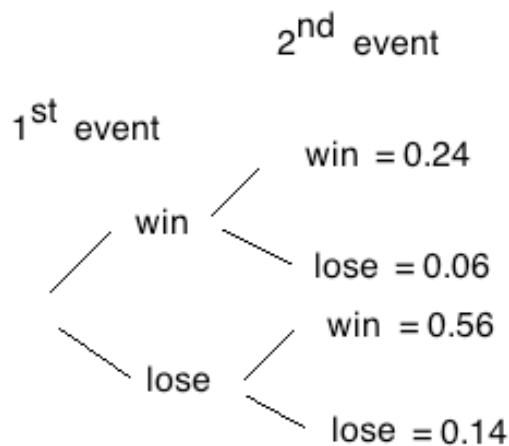 2nd event
1st event
win = 0.24
win
lose = 0.06
win = 0.56
lose
lose = 0.14